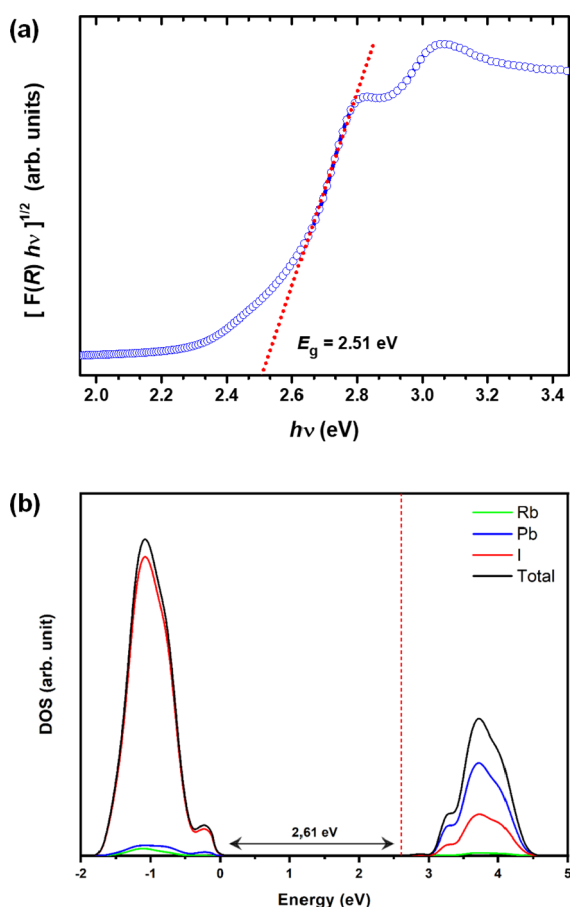 (a)
[ F(R) hν ]^1/2 (arb. units)
E_g = 2.51 eV
2.0 2.2 2.4 2.6 2.8 3.0 3.2 3.4
hν (eV)
(b)
Rb
Pb
I
Total
DOS (arb. unit)
2,61 eV
-2 -1 0 1 2 3 4 5
Energy (eV)